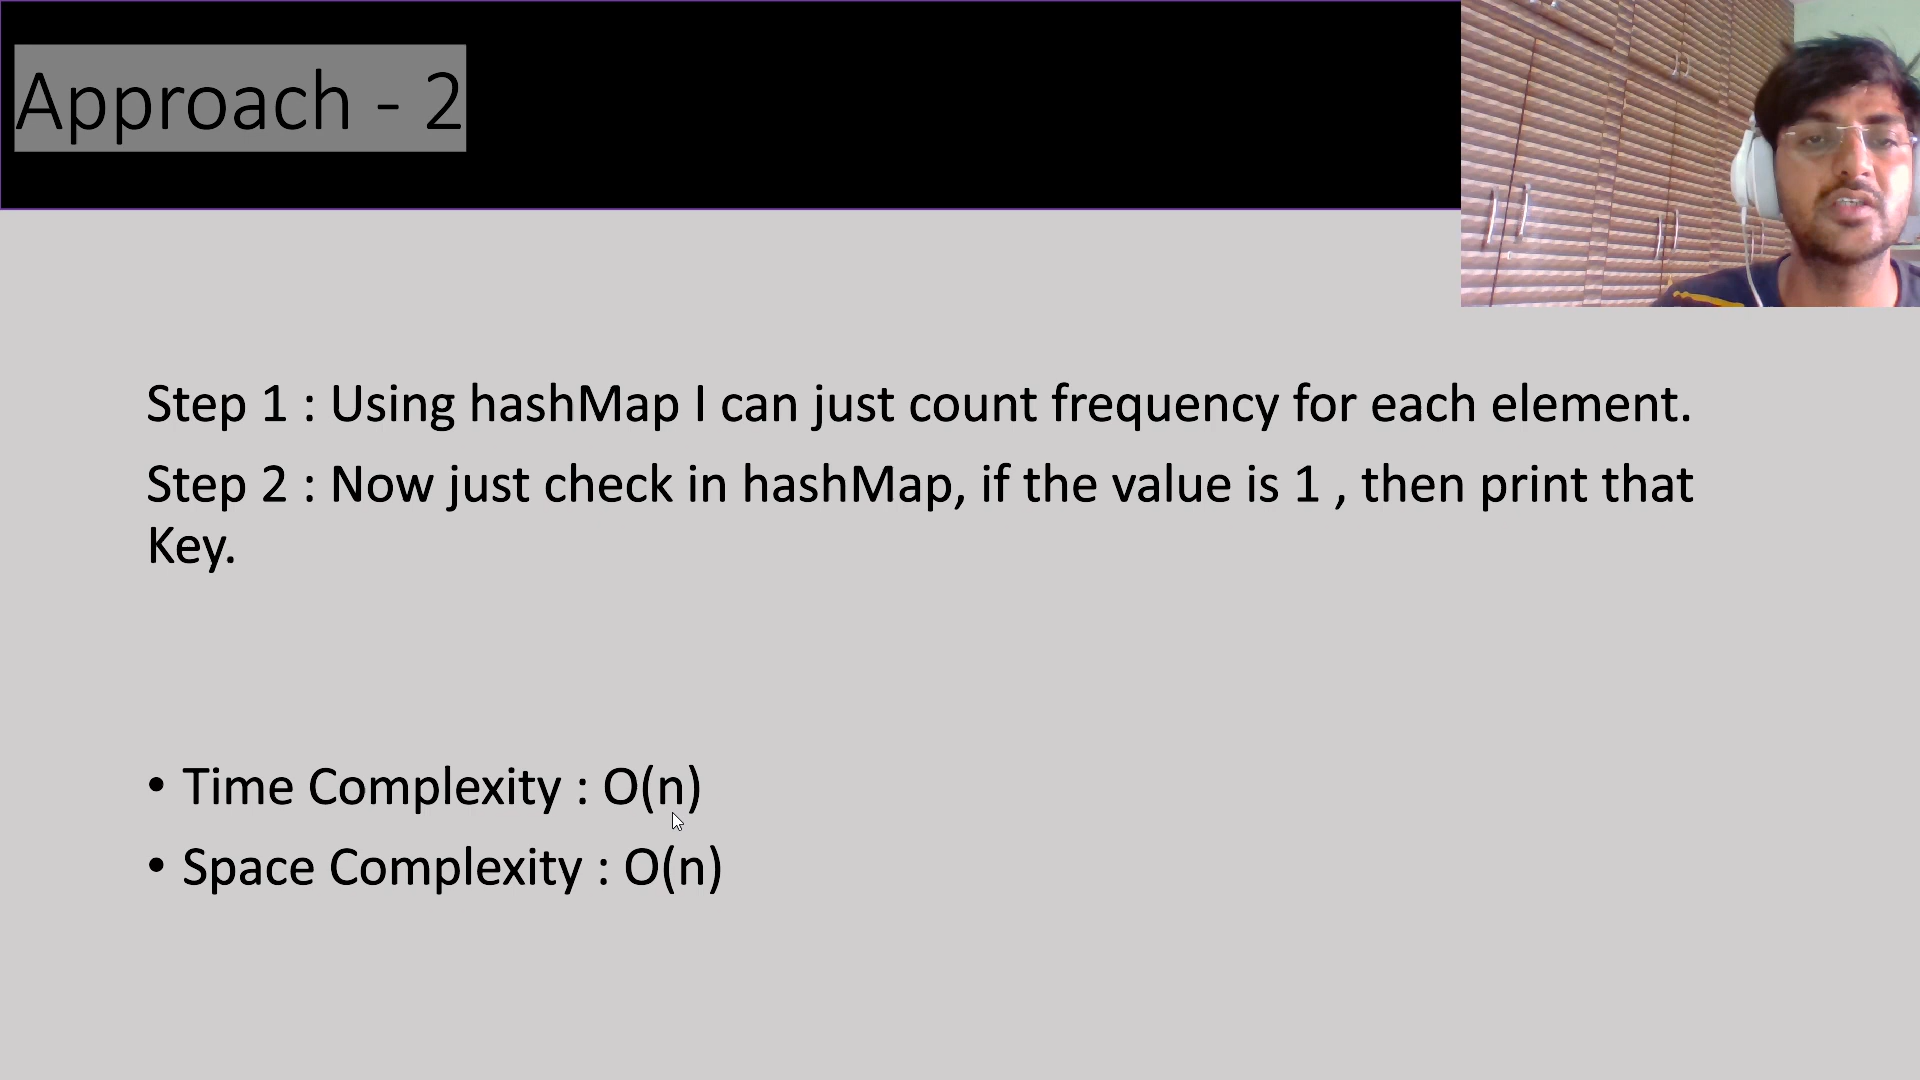 Approach - 2
Step 1 : Using hashMap I can just count frequency for each element.
Step 2 : Now just check in hashMap, if the value is 1 , then print that
Key.
• Time Complexity : O(n)
• Space Complexity : O(n)